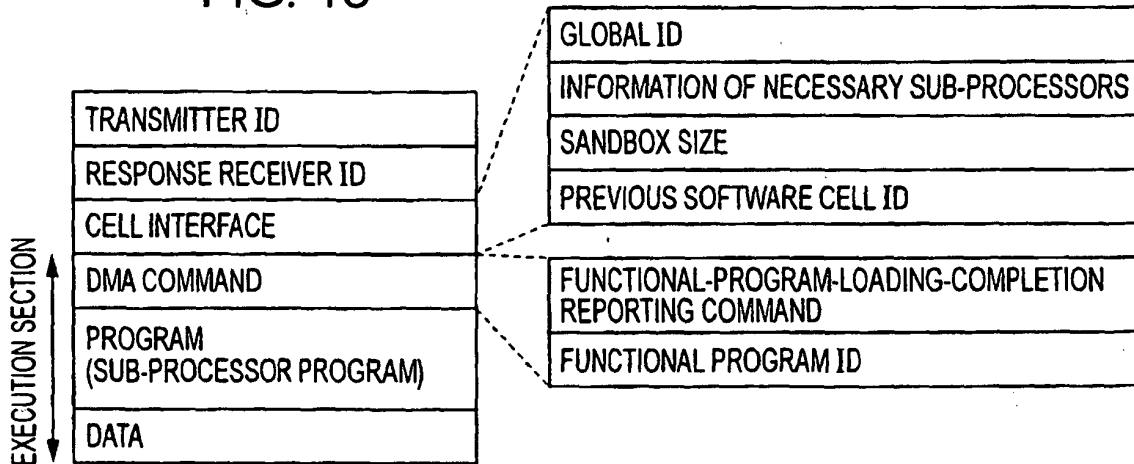 TRANSMITTER ID
RESPONSE RECEIVER ID
CELL INTERFACE
DMA COMMAND
PROGRAM
(SUB-PROCESSOR PROGRAM)
DATA
EXECUTION SECTION
GLOBAL ID
INFORMATION OF NECESSARY SUB-PROCESSORS
SANDBOX SIZE
PREVIOUS SOFTWARE CELL ID
FUNCTIONAL-PROGRAM-LOADING-COMPLETION
REPORTING COMMAND
FUNCTIONAL PROGRAM ID